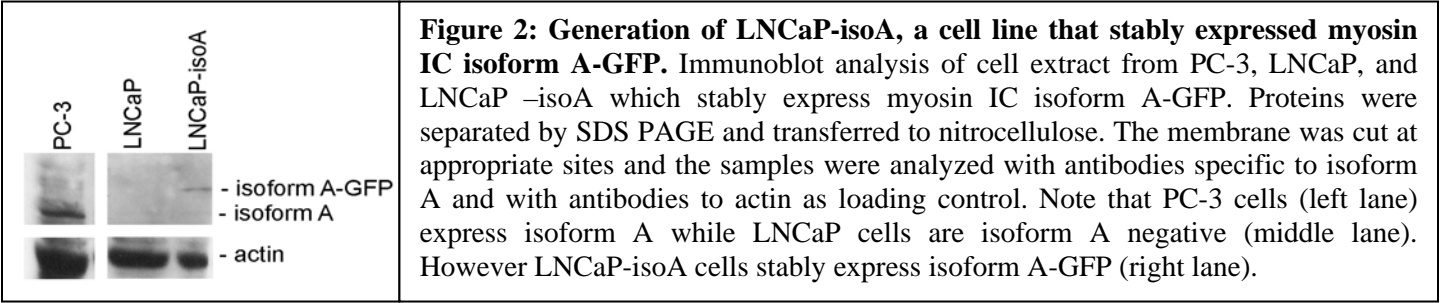 PC-3
LNCaP
LNCaP-isoA
- isoform A-GFP
- isoform A
- actin
Figure 2: Generation of LNCaP-isoA, a cell line that stably expressed myosin
IC isoform A-GFP. Immunoblot analysis of cell extract from PC-3, LNCaP, and
LNCaP –isoA which stably express myosin IC isoform A-GFP. Proteins were
separated by SDS PAGE and transferred to nitrocellulose. The membrane was cut at
appropriate sites and the samples were analyzed with antibodies specific to isoform
A and with antibodies to actin as loading control. Note that PC-3 cells (left lane)
express isoform A while LNCaP cells are isoform A negative (middle lane).
However LNCaP-isoA cells stably express isoform A-GFP (right lane).